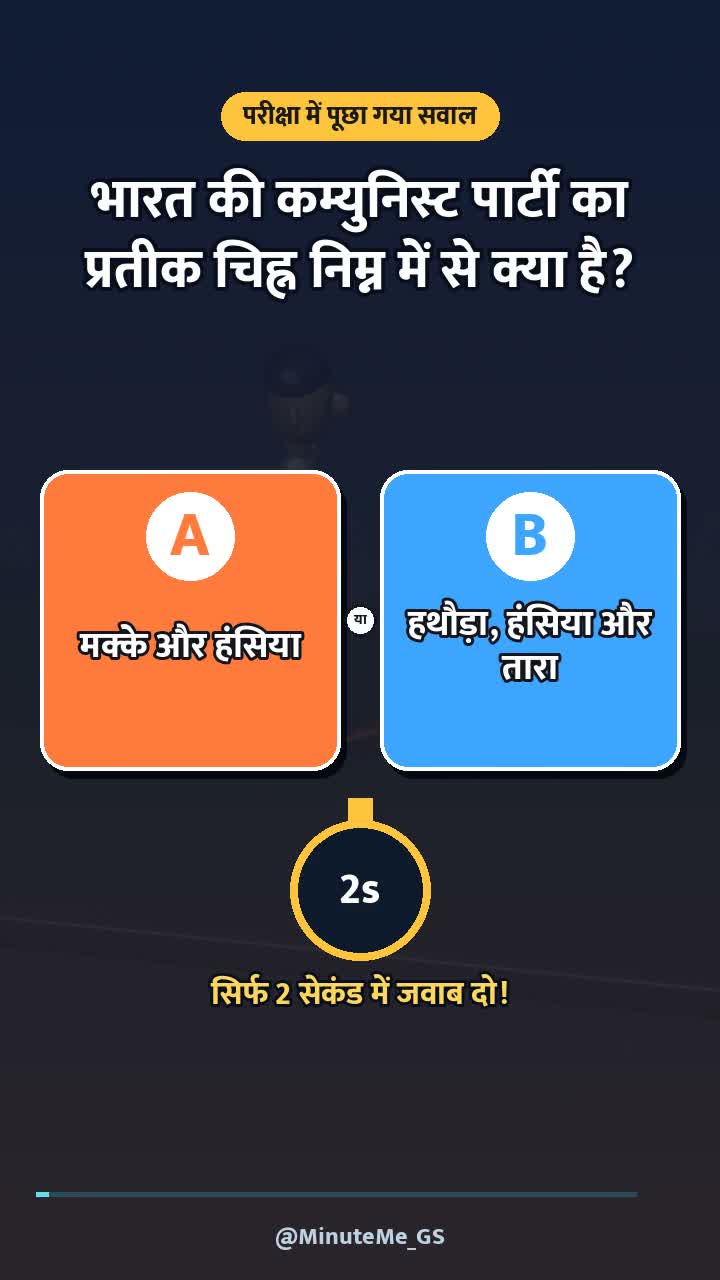 परीक्षा में पूछा गया सवाल
भारत की कम्युनिस्ट पार्टी का
प्रतीक चिह्न निम्न में से क्या है?
A
मक्के और हंसिया
या
B
हथौड़ा, हंसिया और
तारा
2s
सिर्फ 2 सेकंड में जवाब दो!
@MinuteMe_GS